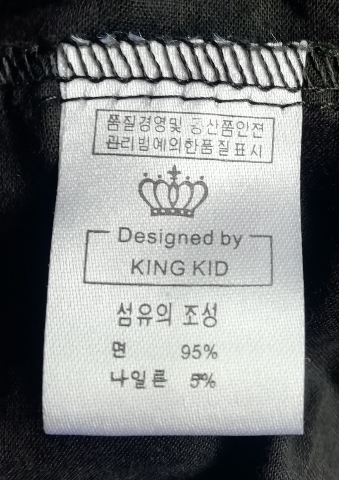 품질경영및 공산품안전
관리법예의한품질표시
Designed by
KING KID
섬유의 조성
면 95%
나일론 5%